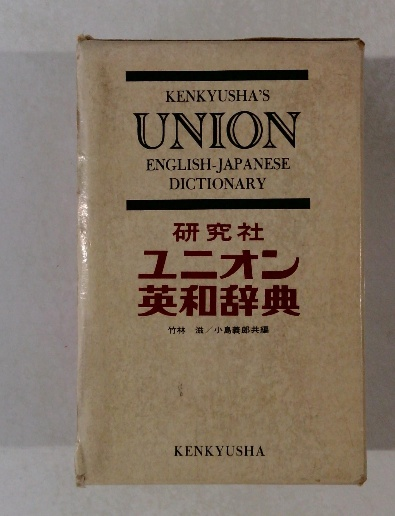 KENKYUSHA'S
UNION
ENGLISH-JAPANESE
DICTIONARY
研究社
ユニオン
英和辞典
竹林 滋／小島義郎共編
KENKYUSHA